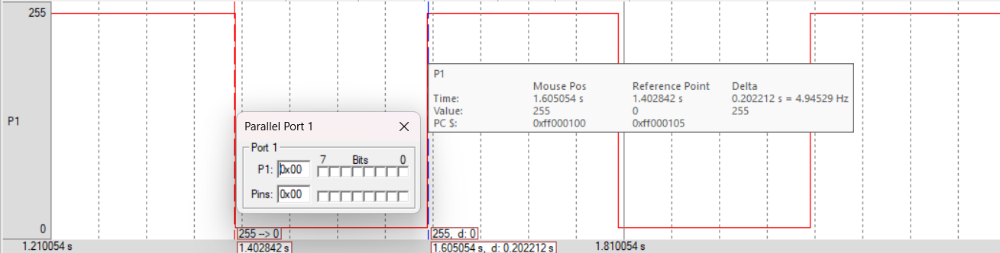 255
P1
Mouse Pos Reference Point Delta
Time: 1.605054 s 1.402842 s 0.202212 s = 4.94529 Hz
Value: 255 0 255
PC $: 0xff000100 0xff000105
P1
Parallel Port 1
Port 1
7 Bits 0
P1: 0x00
Pins: 0x00
0
255 --> 0
255, d: 0
1.210054 s
1.402842 s
1.605054 s, d: 0.202212 s
1.810054 s